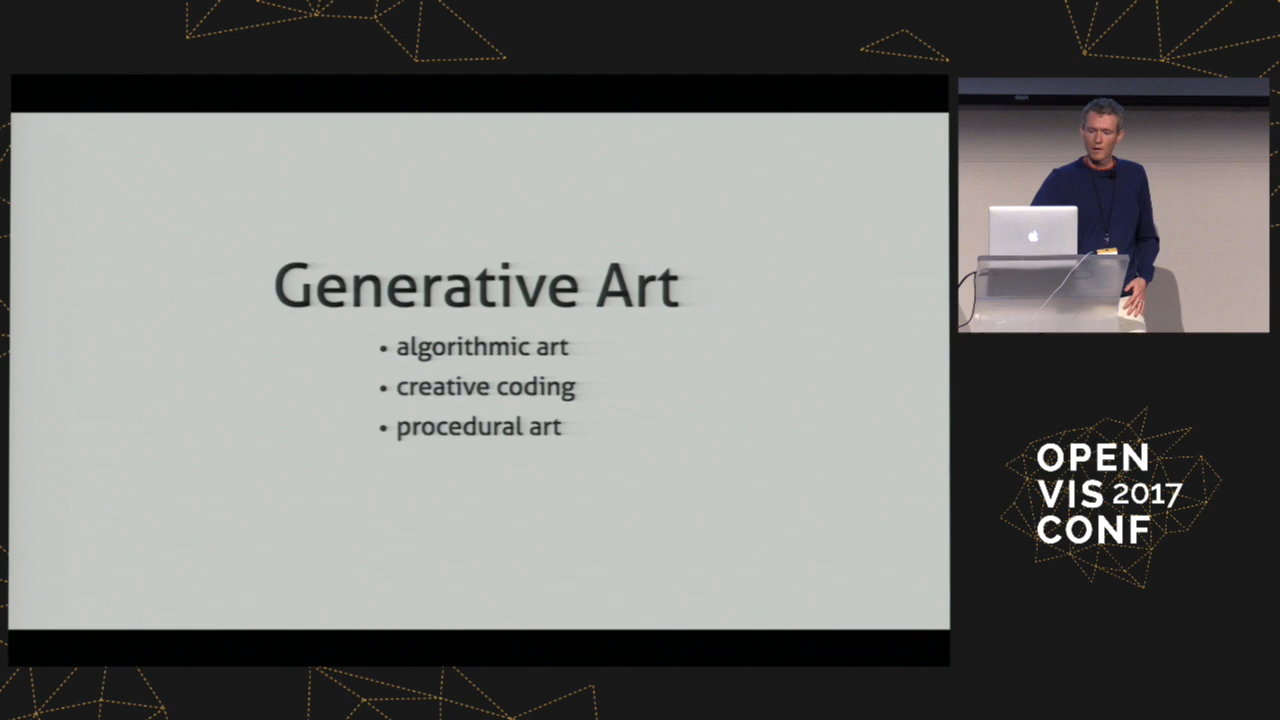 Generative Art
• algorithmic art
• creative coding
• procedural art
OPEN
VIS 2017
CONF